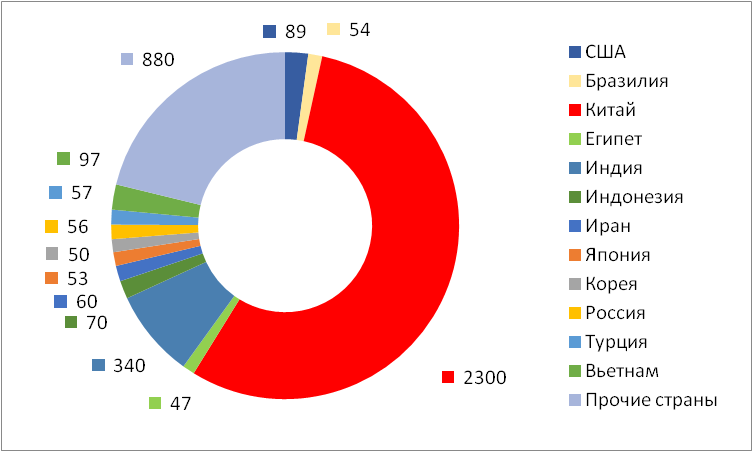 89
54
880
97
57
56
50
53
60
70
340
47
2300
США
Бразилия
Китай
Египет
Индия
Индонезия
Иран
Япония
Корея
Россия
Турция
Вьетнам
Прочие страны